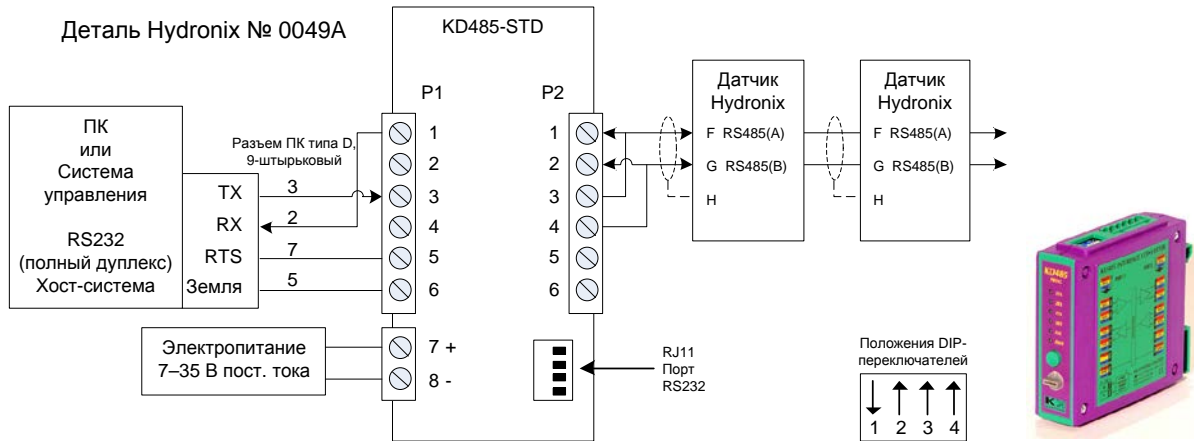 Деталь Hydronix № 0049A
KD485-STD
P1
P2
ПК
или
Система
управления
RS232
(полный дуплекс)
Хост-система
Разъем ПК типа D,
9-штырьковый
TX
RX
RTS
Земля
3
2
7
5
1
2
3
4
5
6
7 +
8 -
1
2
3
4
5
6
Электропитание
7–35 В пост. тока
RJ11
Порт
RS232
Датчик
Hydronix
F RS485(A)
G RS485(B)
H
Датчик
Hydronix
F RS485(A)
G RS485(B)
H
Положения DIP-
переключателей
1 2 3 4
KD485